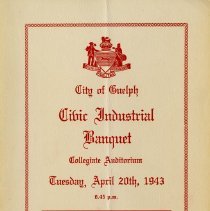 City of Guelph
Civic Industrial
Banquet
Collegiate Auditorium
Tuesday, April 20th, 1943
6.45 p.m.